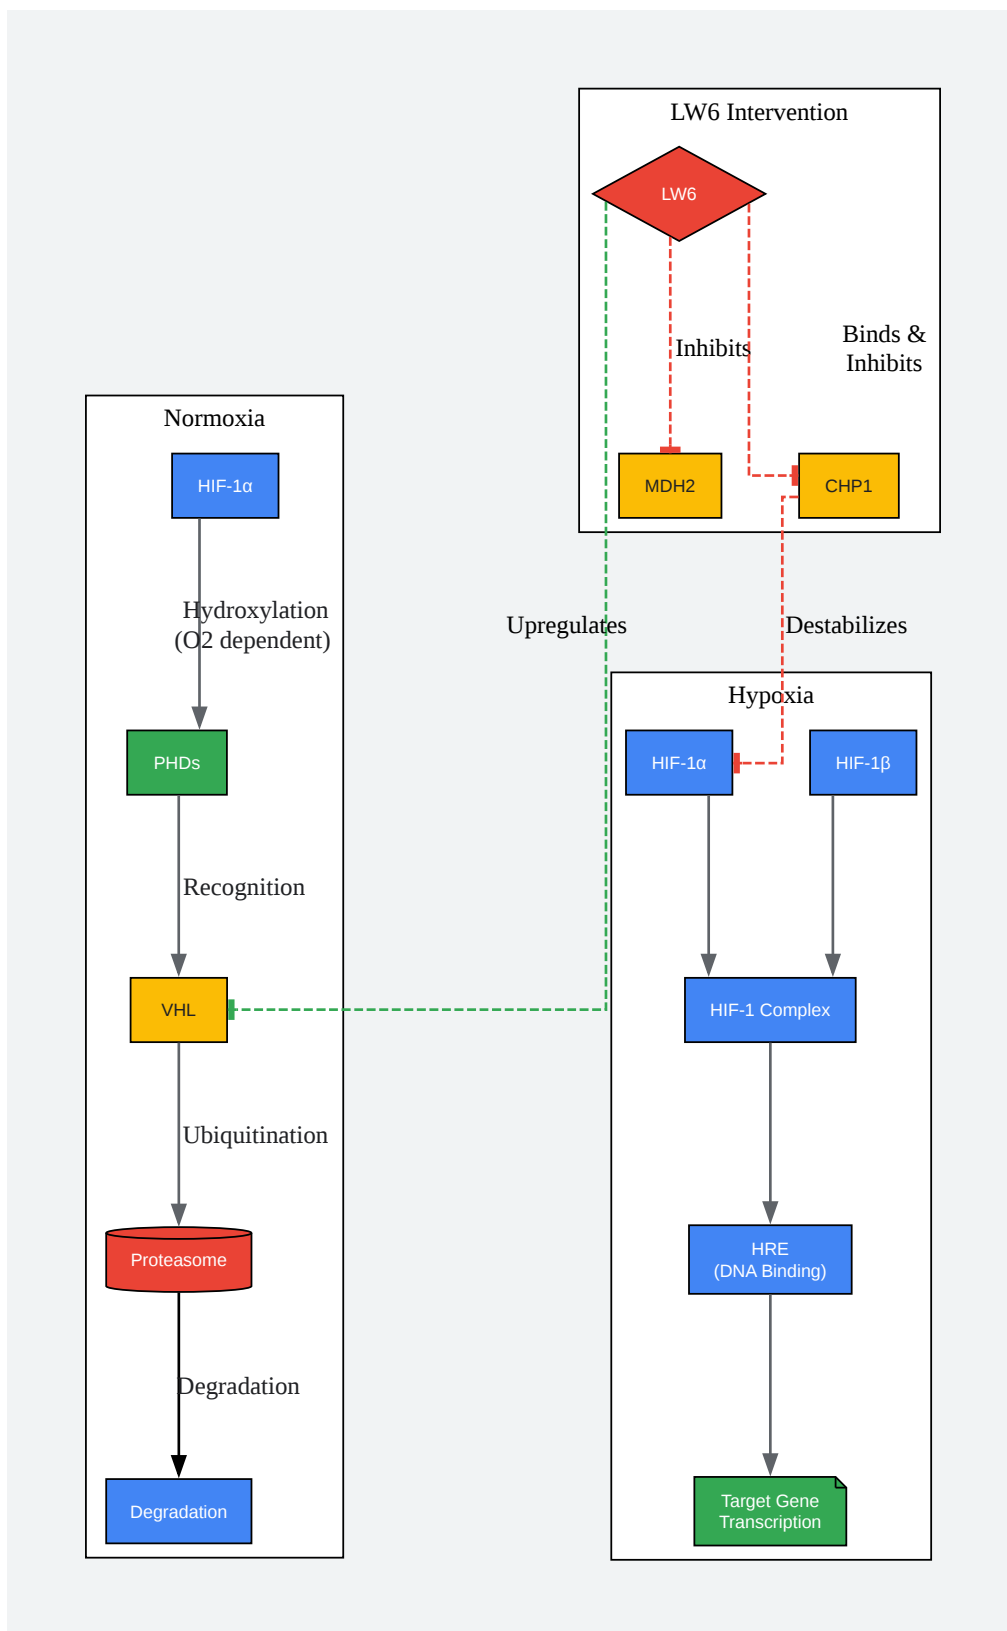 LW6 Intervention
LW6
Inhibits
Binds &
Inhibits
MDH2
CHP1
Normoxia
HIF-1α
Hydroxylation
(O2 dependent)
PHDs
Recognition
VHL
Ubiquitination
Proteasome
Degradation
Degradation
Upregulates
Destabilizes
Hypoxia
HIF-1α
HIF-1β
HIF-1 Complex
HRE
(DNA Binding)
Target Gene
Transcription